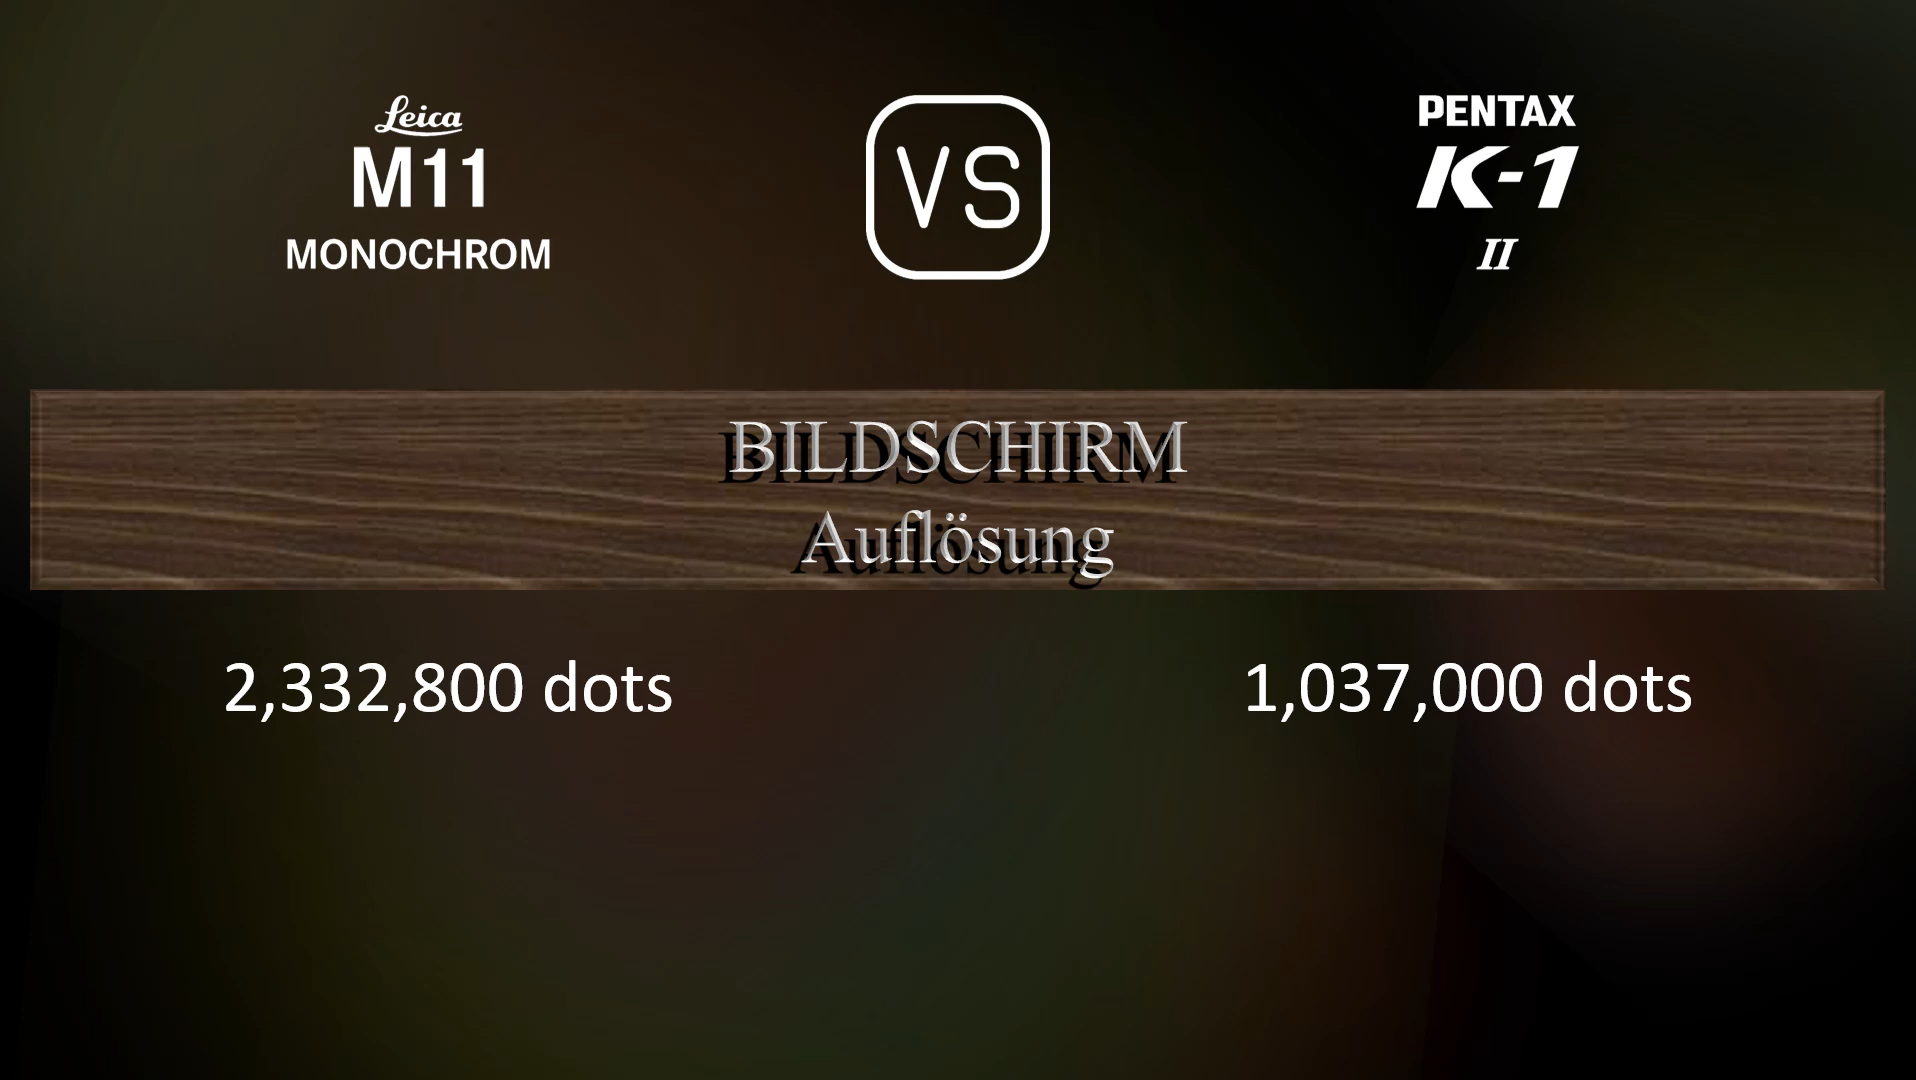 Leica
M11
MONOCHROM
VS
PENTAX
K-1
II
BILDSCHIRM
Auflösung
2,332,800 dots
1,037,000 dots